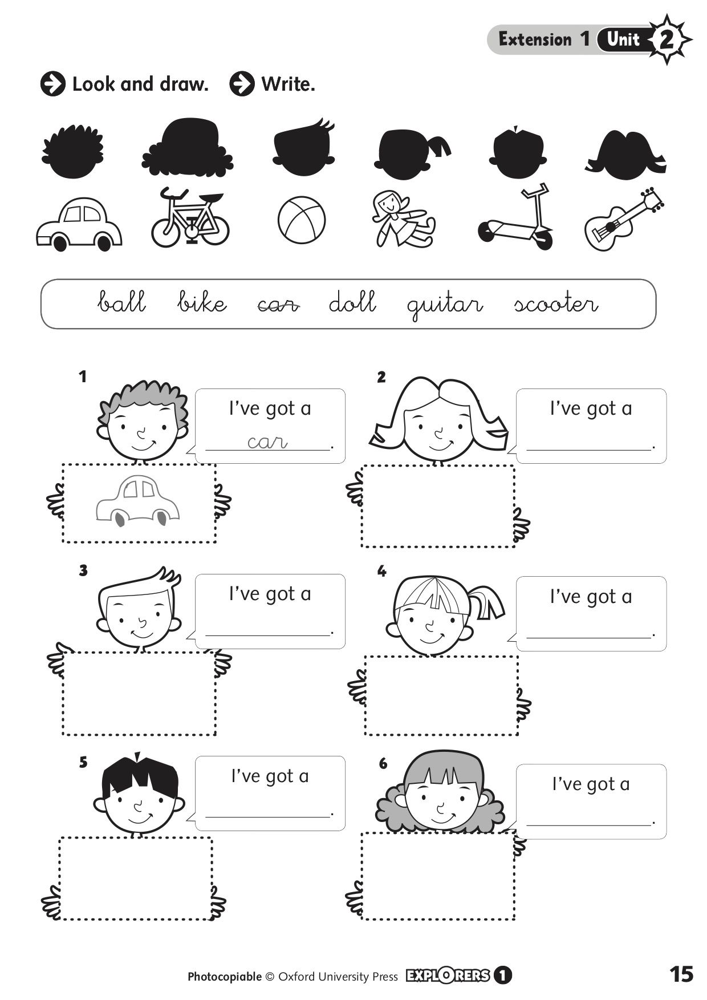 Extension 1 Unit 2
Look and draw. Write.
ball bike car doll guitar scooter
1
I've got a
car.
2
I've got a
.
3
I've got a
.
4
I've got a
.
5
I've got a
.
6
I've got a
.
Photocopiable © Oxford University Press EXPLORERS 1
15